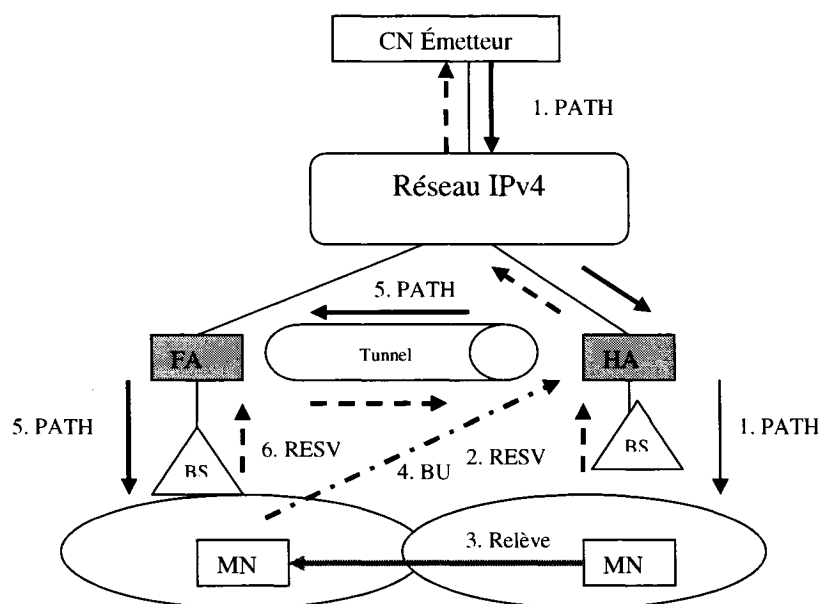 CN Émetteur
1. PATH
Réseau IPv4
5. PATH
FA
Tunnel
HA
5. PATH
BS
6. RESV
4. BU
2. RESV
BS
1. PATH
3. Relève
MN
MN